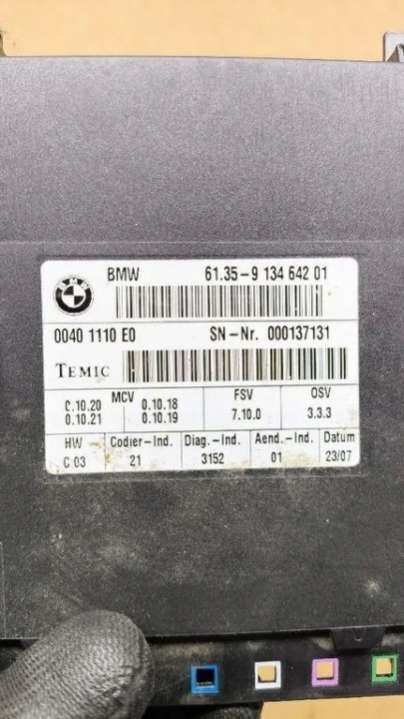 BMW 61.35-9 134 642 01
0040 1110 E0 SN-Nr. 000137131
TEMIC
MCV FSV OSV
0.10.20 0.10.18 7.10.0 3.3.3
0.10.21 0.10.19
HW Codier-Ind. Diag.-Ind. Aend.-Ind. Datum
C 03 21 3152 01 23/07